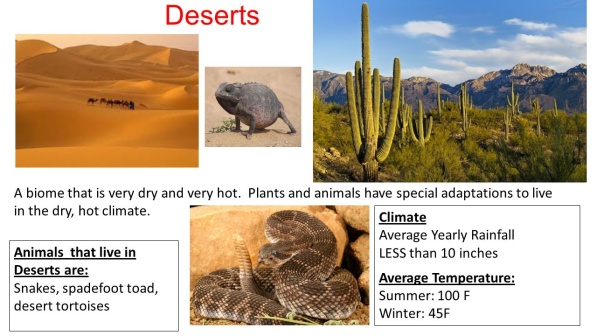 Deserts
A biome that is very dry and very hot. Plants and animals have special adaptations to live
in the dry, hot climate.
Animals that live in
Deserts are:
Snakes, spadefoot toad,
desert tortoises
Climate
Average Yearly Rainfall
LESS than 10 inches
Average Temperature:
Summer: 100 F
Winter: 45F